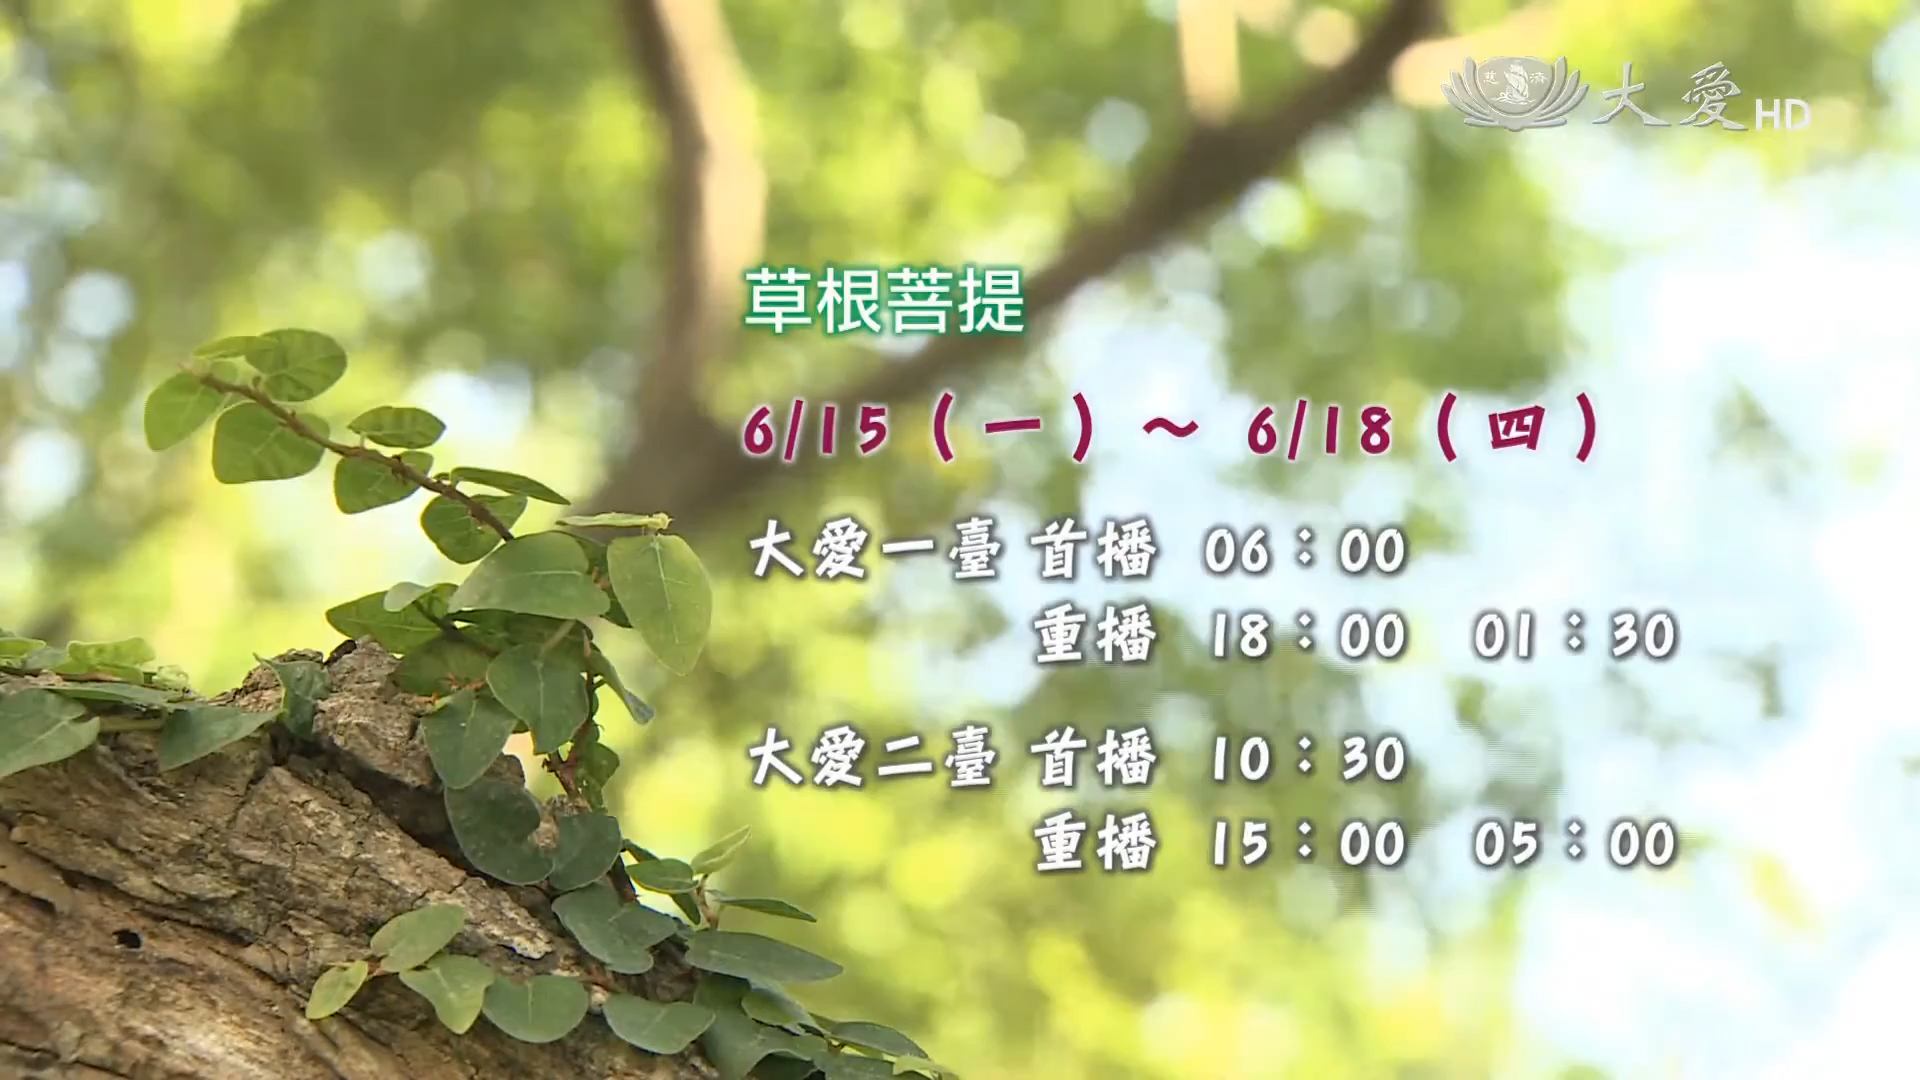 慈濟 大愛HD
草根菩提
6/15（一）～ 6/18（四）
大愛一臺 首播 06：00
重播 18：00 01：30
大愛二臺 首播 10：30
重播 15：00 05：00